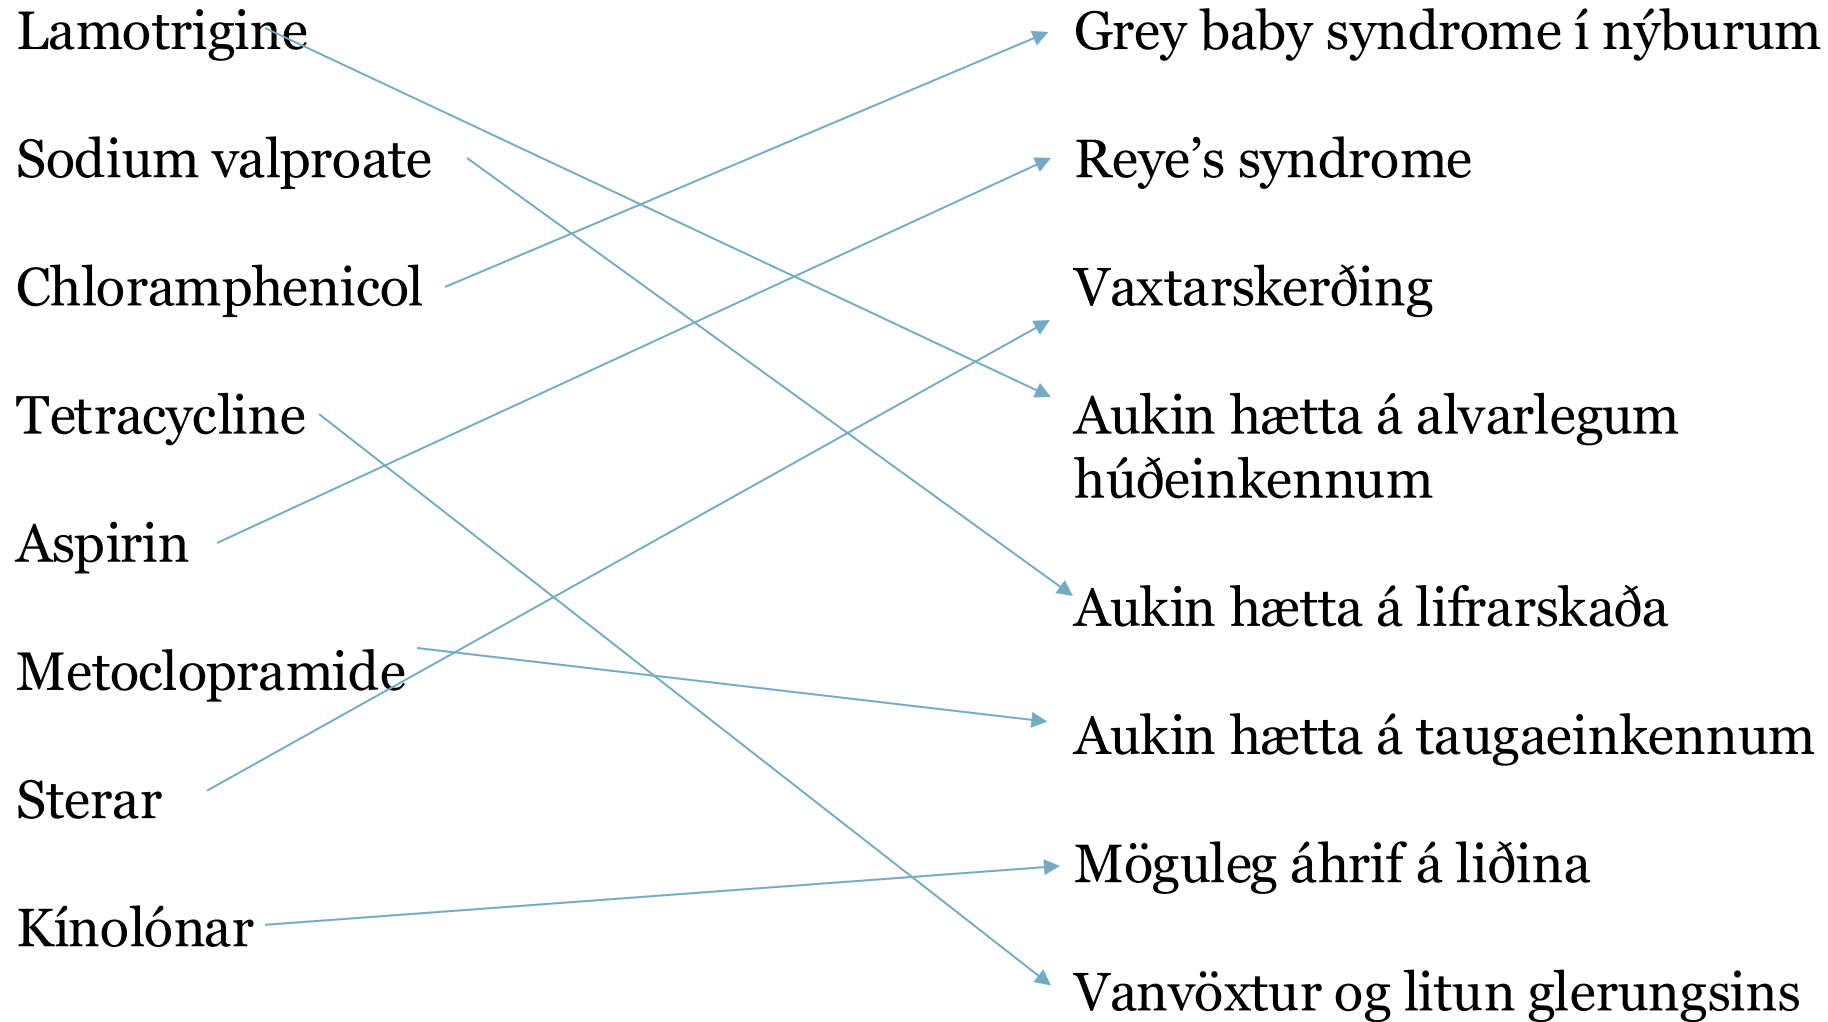 Lamotrigine
Sodium valproate
Chloramphenicol
Tetracycline
Aspirin
Metoclopramide
Sterar
Kínolónar
Grey baby syndrome í nýburum
Reye’s syndrome
Vaxtarskerðing
Aukin hætta á alvarlegum
húðeinkennum
Aukin hætta á lifrarskaða
Aukin hætta á taugaeinkennum
Möguleg áhrif á liðina
Vanvöxtur og litun glerungsins